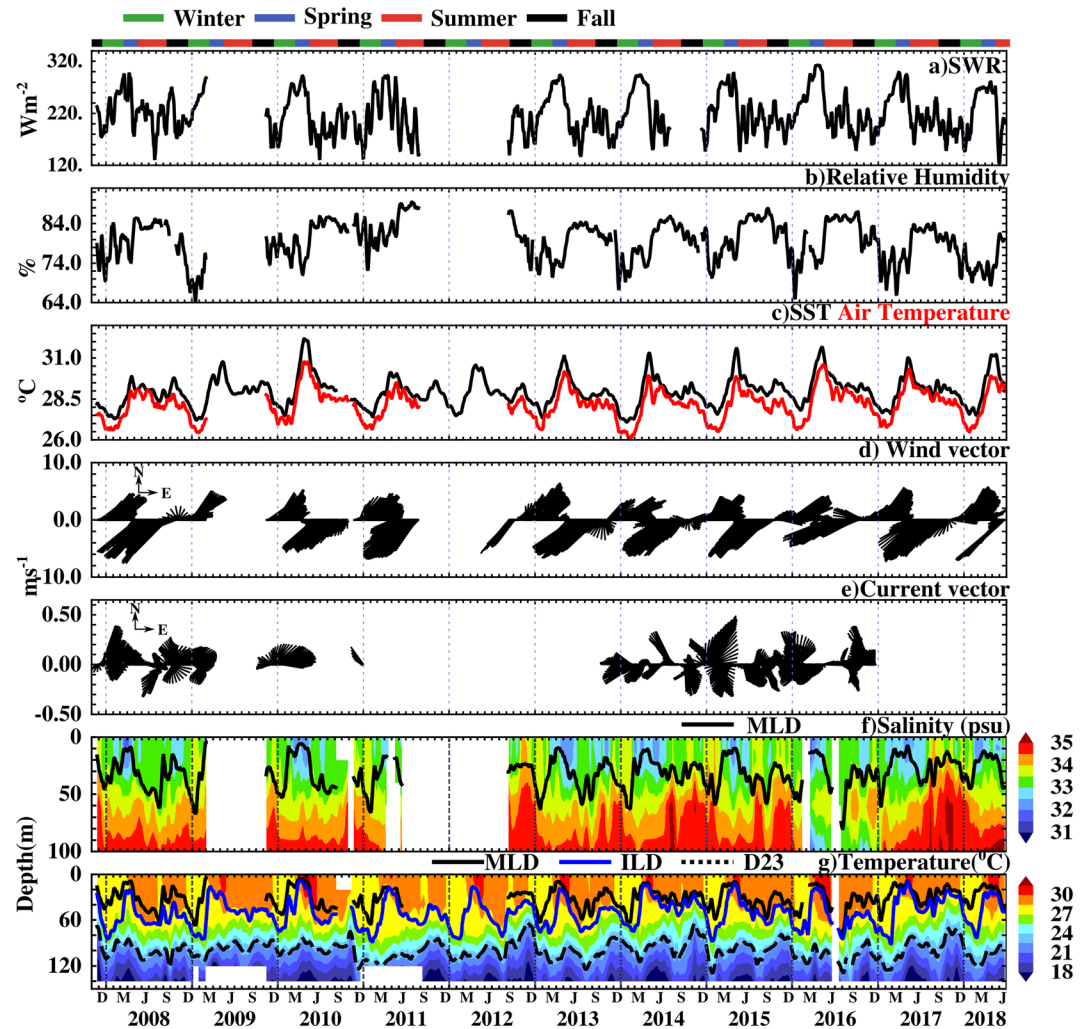 Winter Spring Summer Fall
a)SWR
320.
220.
120.
Wm-2
b)Relative Humidity
84.0
74.0
64.0
%
c)SST Air Temperature
31.0
28.5
26.0
ºC
d) Wind vector
10.0
0.0
-10.0
ms-1
N
E
e)Current vector
0.50
0.00
-0.50
N
E
MLD f)Salinity (psu)
0
50
100
35
34
33
32
31
MLD ILD D23 g)Temperature(⁰C)
0
60
120
Depth(m)
30
27
24
21
18
D M J S D M J S D M J S D M J S D M J S D M J S D M J S D M J S D M J S D M J S D M J
2008 2009 2010 2011 2012 2013 2014 2015 2016 2017 2018